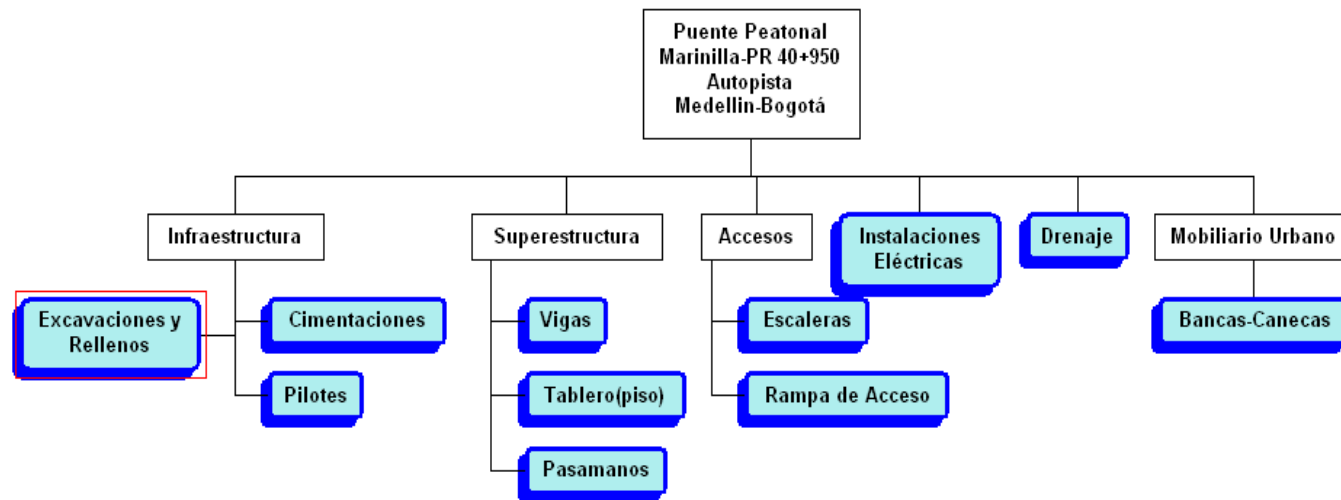 Puente Peatonal
Marinilla-PR 40+950
Autopista
Medellin-Bogotá
Infraestructura
Superestructura
Accesos
Instalaciones
Eléctricas
Drenaje
Mobiliario Urbano
Excavaciones y
Rellenos
Cimentaciones
Pilotes
Vigas
Tablero(piso)
Pasamanos
Escaleras
Rampa de Acceso
Bancas-Canecas